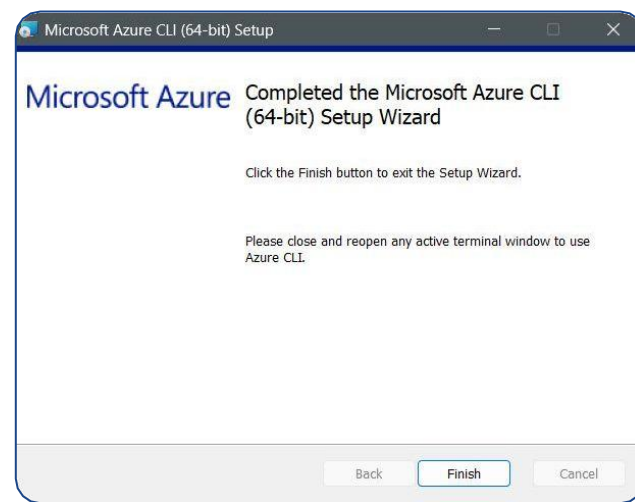 Microsoft Azure CLI (64-bit) Setup
Microsoft Azure
Completed the Microsoft Azure CLI
(64-bit) Setup Wizard
Click the Finish button to exit the Setup Wizard.
Please close and reopen any active terminal window to use
Azure CLI.
Back
Finish
Cancel